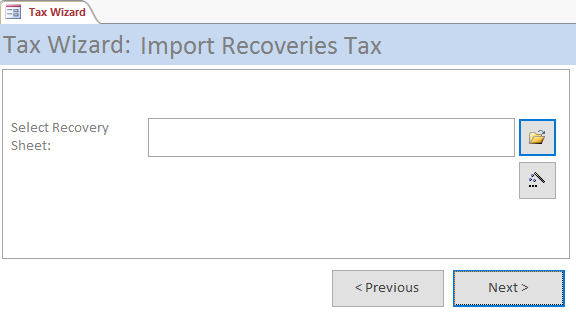 Tax Wizard
Tax Wizard: Import Recoveries Tax
Select Recovery
Sheet:
< Previous
Next >